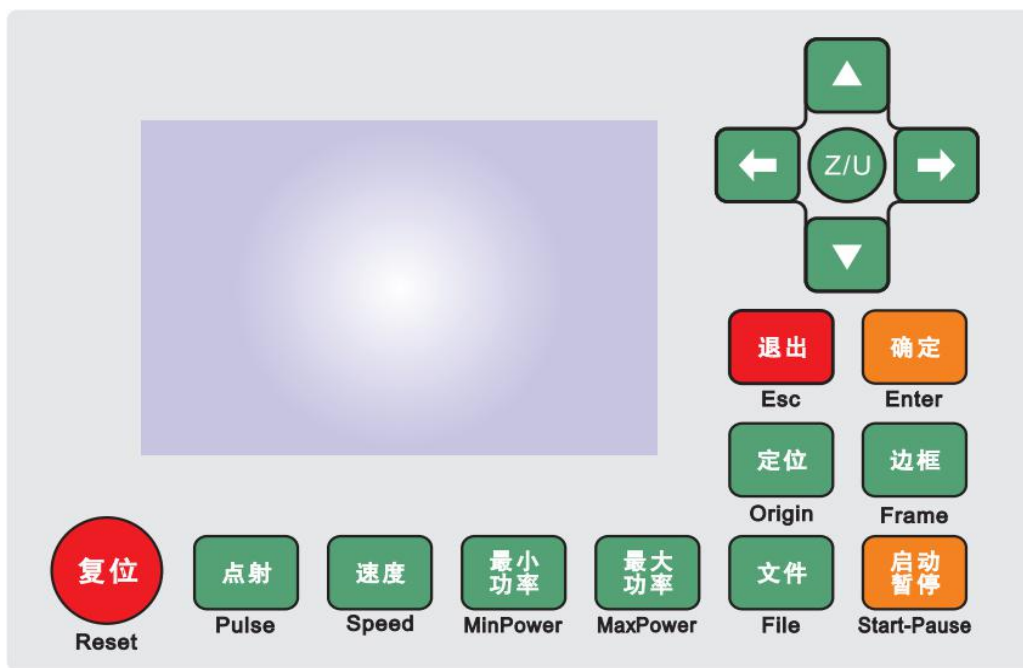 Z/U
退出
确定
Esc
Enter
定位
边框
Origin
Frame
复位
点射
速度
最小
功率
最大
功率
文件
启动
暂停
Reset
Pulse
Speed
MinPower
MaxPower
File
Start-Pause